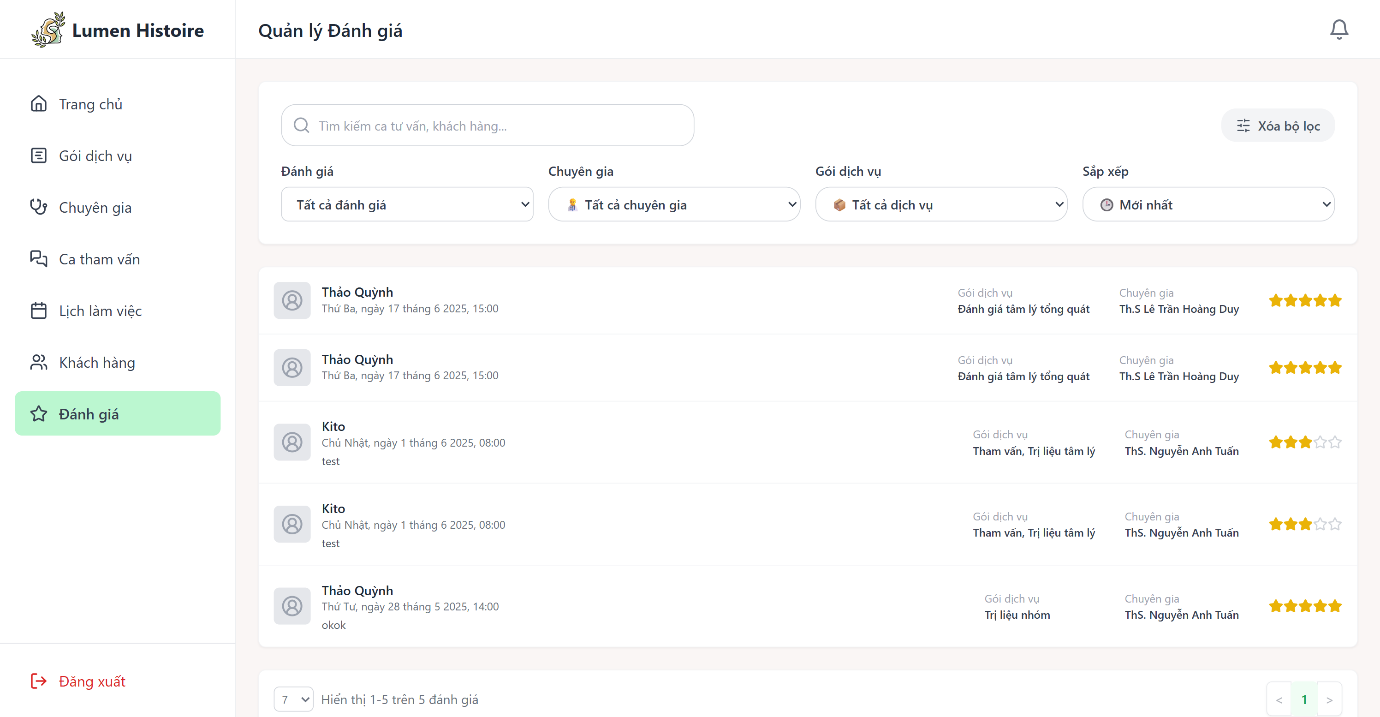 Lumen Histoire
Quản lý Đánh giá
Trang chủ
Gói dịch vụ
Chuyên gia
Ca tham vấn
Lịch làm việc
Khách hàng
Đánh giá
Đăng xuất
Tìm kiếm ca tư vấn, khách hàng...
Xóa bộ lọc
Đánh giá
Chuyên gia
Gói dịch vụ
Sắp xếp
Tất cả đánh giá
Tất cả chuyên gia
Tất cả dịch vụ
Mới nhất
Thảo Quỳnh
Thứ Ba, ngày 17 tháng 6 2025, 15:00
Gói dịch vụ
Đánh giá tâm lý tổng quát
Chuyên gia
Th.S Lê Trần Hoàng Duy
Thảo Quỳnh
Thứ Ba, ngày 17 tháng 6 2025, 15:00
Gói dịch vụ
Đánh giá tâm lý tổng quát
Chuyên gia
Th.S Lê Trần Hoàng Duy
Kito
Chủ Nhật, ngày 1 tháng 6 2025, 08:00
test
Gói dịch vụ
Tham vấn, Trị liệu tâm lý
Chuyên gia
ThS. Nguyễn Anh Tuấn
Kito
Chủ Nhật, ngày 1 tháng 6 2025, 08:00
test
Gói dịch vụ
Tham vấn, Trị liệu tâm lý
Chuyên gia
ThS. Nguyễn Anh Tuấn
Thảo Quỳnh
Thứ Tư, ngày 28 tháng 5 2025, 14:00
okok
Gói dịch vụ
Trị liệu nhóm
Chuyên gia
ThS. Nguyễn Anh Tuấn
7
Hiển thị 1-5 trên 5 đánh giá
< 1 >